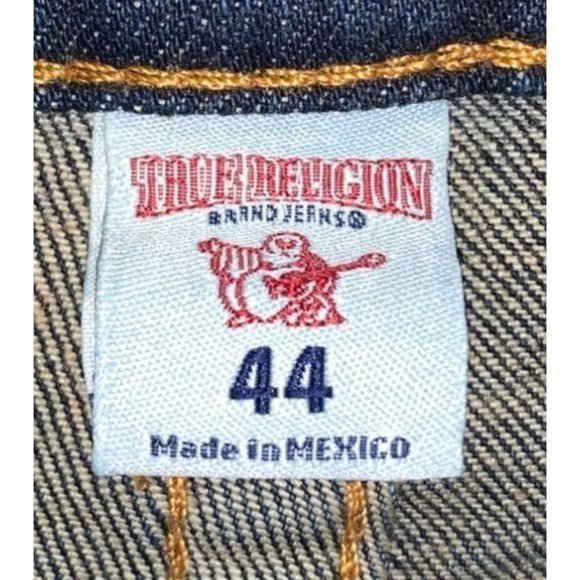 TRUE RELIGION
BRAND JEANS®
44
Made in MEXICO